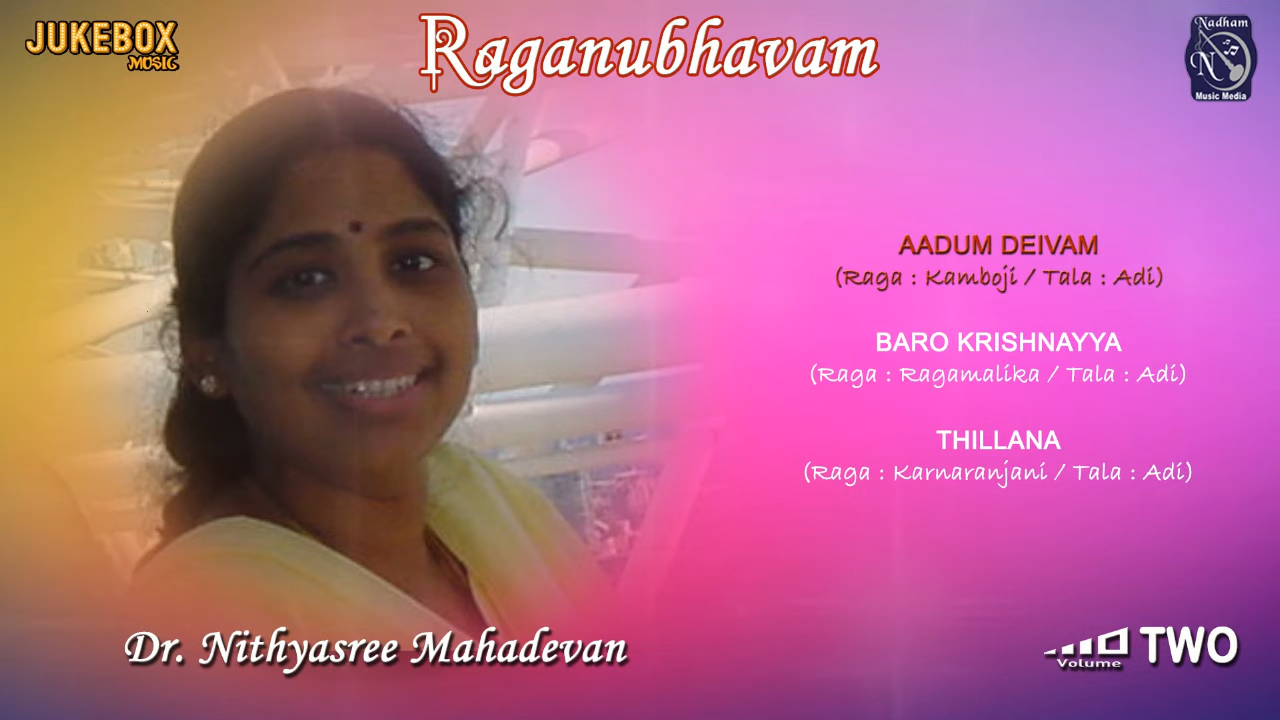 JUKEBOX
MUSIC
Raganubhavam
Nadham
N
Music Media
AADUM DEIVAM
(Raga : Kamboji / Tala : Adi)
BARO KRISHNAYYA
(Raga : Ragamalika / Tala : Adi)
THILLANA
(Raga : Karnaranjani / Tala : Adi)
Dr. Nithyasree Mahadevan
Volume TWO